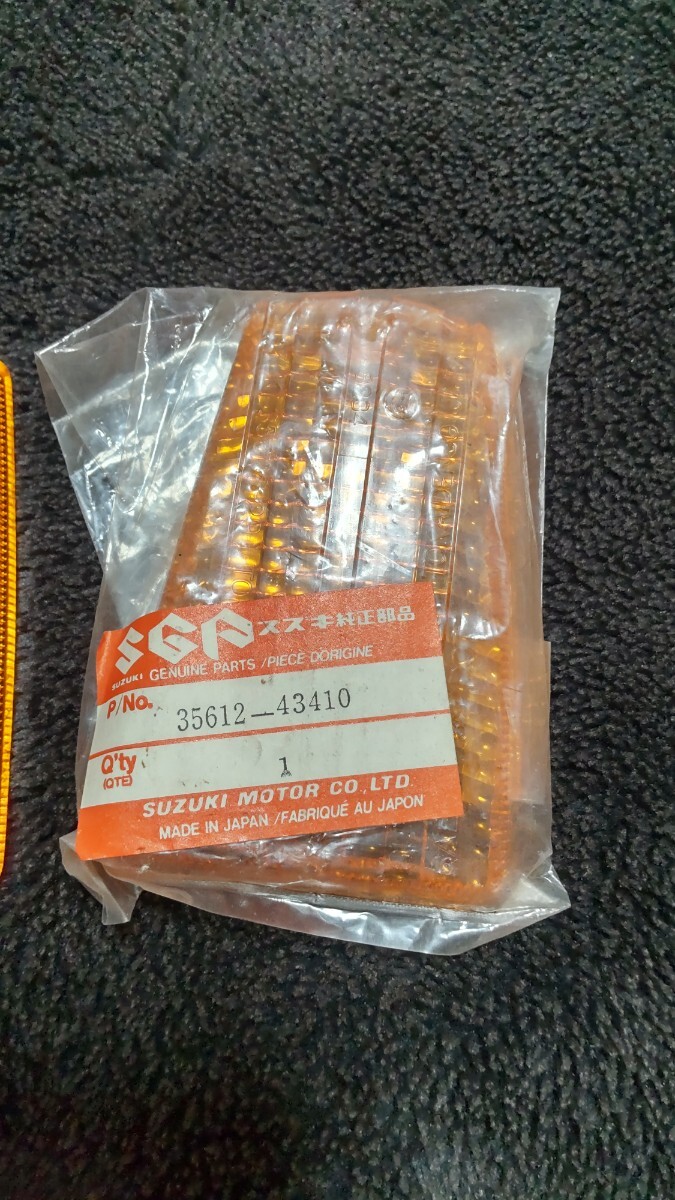 SGP スズキ純正部品
SUZUKI GENUINE PARTS / PIECE DORIGINE
P/No. 35612-43410
Q'ty 1
(QTE)
SUZUKI MOTOR CO., LTD.
MADE IN JAPAN / FABRIQUÉ AU JAPON